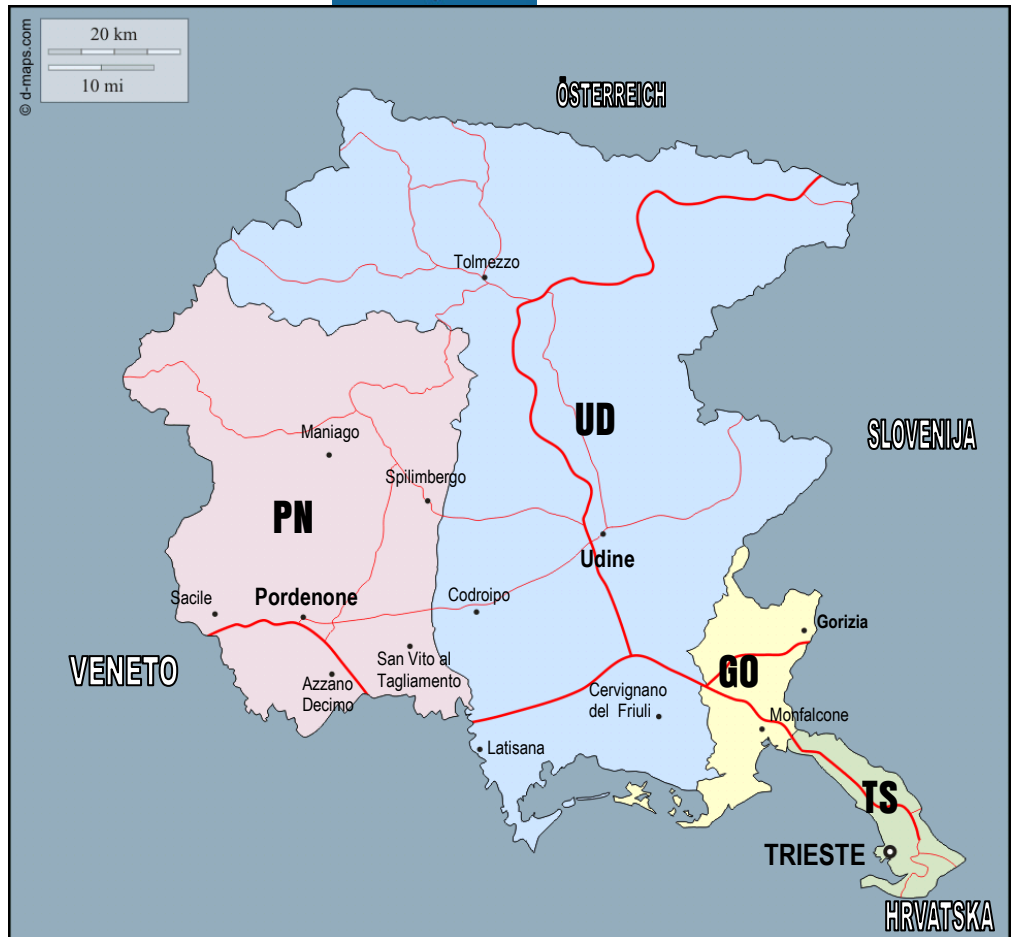 20 km
10 mi
© d-maps.com
ÖSTERREICH
Tolmezzo
UD
SLOVENIJA
Maniago
Spilimbergo
PN
Udine
Sacile
Pordenone
Codroipo
Gorizia
VENETO
San Vito al
Tagliamento
GO
Azzano
Decimo
Cervignano
del Friuli
Monfalcone
Latisana
TS
TRIESTE
HRVATSKA